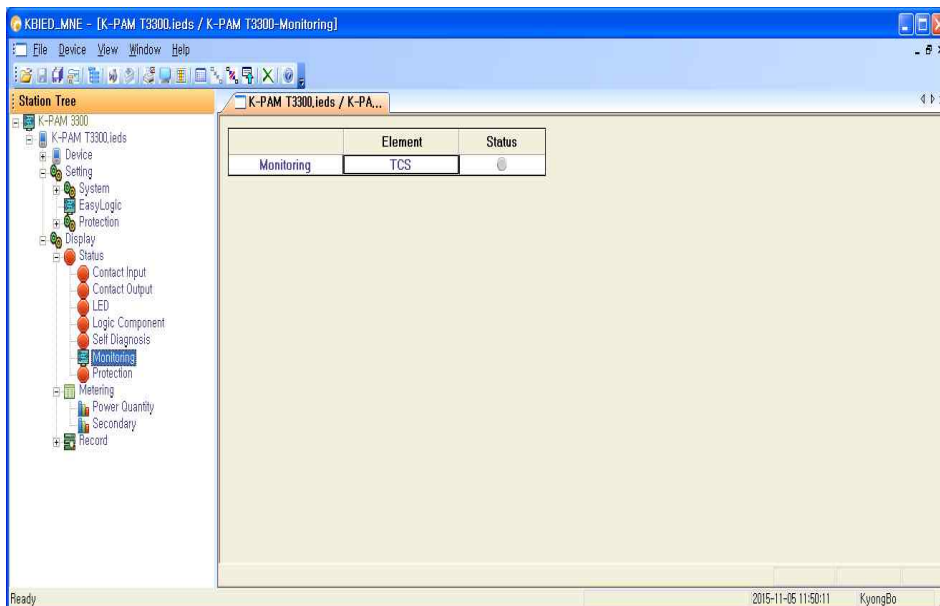 KBIED_MNE - [K-PAM T3300.ieds / K-PAM T3300-Monitoring]
File Device View Window Help
Station Tree
K-PAM T3300.ieds / K-PA...
K-PAM 3300
K-PAM T3300.ieds
Device
Setting
System
EasyLogic
Protection
Display
Status
Contact Input
Contact Output
LED
Logic Component
Self Diagnosis
Monitoring
Protection
Metering
Power Quantity
Secondary
Record
Element Status
Monitoring TCS
Ready
2015-11-05 11:50:11 KyongBo